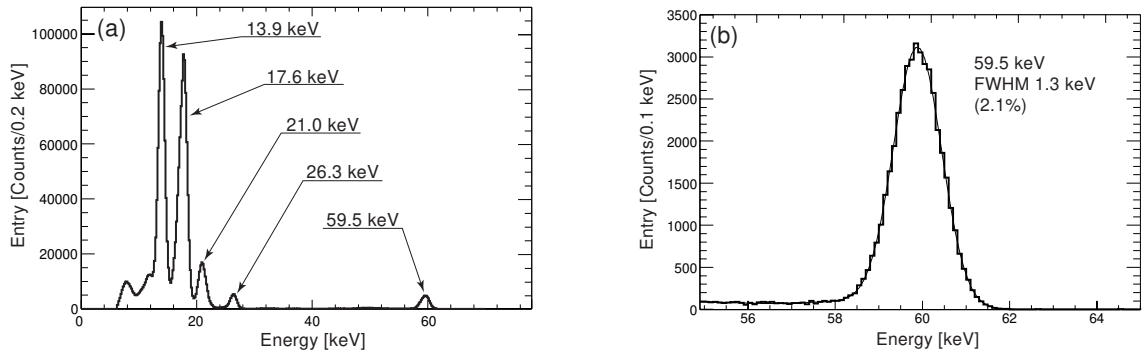 (a)
Entry [Counts/0.2 keV]
100000
80000
60000
40000
20000
0
13.9 keV
17.6 keV
21.0 keV
26.3 keV
59.5 keV
0
20
40
60
Energy [keV]
(b)
Entry [Counts/0.1 keV]
3500
3000
2500
2000
1500
1000
500
0
59.5 keV
FWHM 1.3 keV
(2.1%)
56
58
60
62
64
Energy [keV]